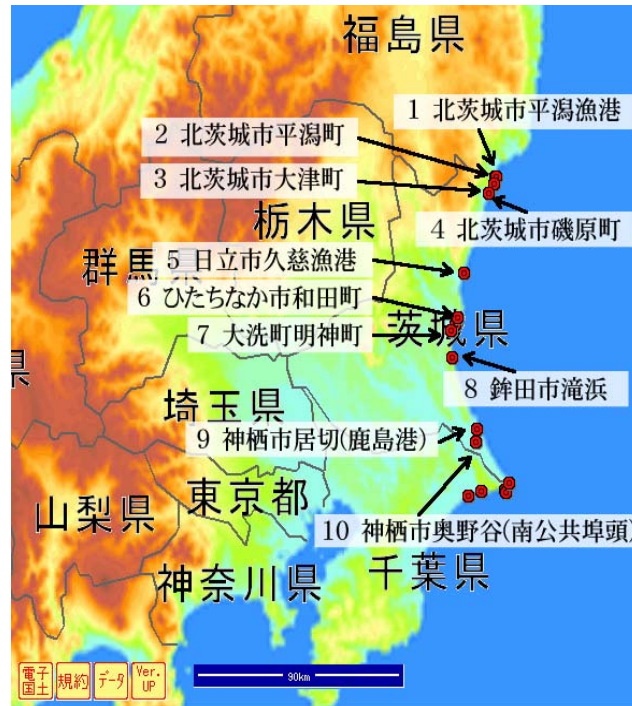 福島県
1 北茨城市平潟漁港
2 北茨城市平潟町
3 北茨城市大津町
栃木県
4 北茨城市磯原町
群馬県
5 日立市久慈漁港
6 ひたちなか市和田町
茨城県
7 大洗町明神町
県
8 鉾田市滝浜
埼玉県
9 神栖市居切(鹿島港)
東京都
山梨県
10 神栖市奥野谷(南公共埠頭)
千葉県
神奈川県
電子国土
規約
データ
Ver.UP
90km